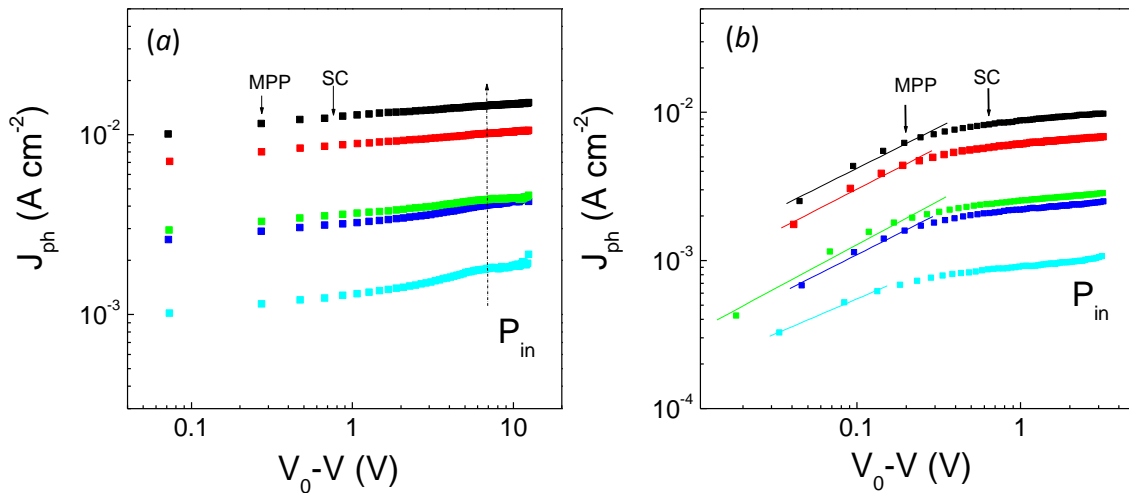 (a)
MPP
SC
J_ph (A cm^-2)
10^-2
10^-3
P_in
0.1
1
10
V_0-V (V)
(b)
MPP
SC
J_ph (A cm^-2)
10^-2
10^-3
10^-4
P_in
0.1
1
V_0-V (V)